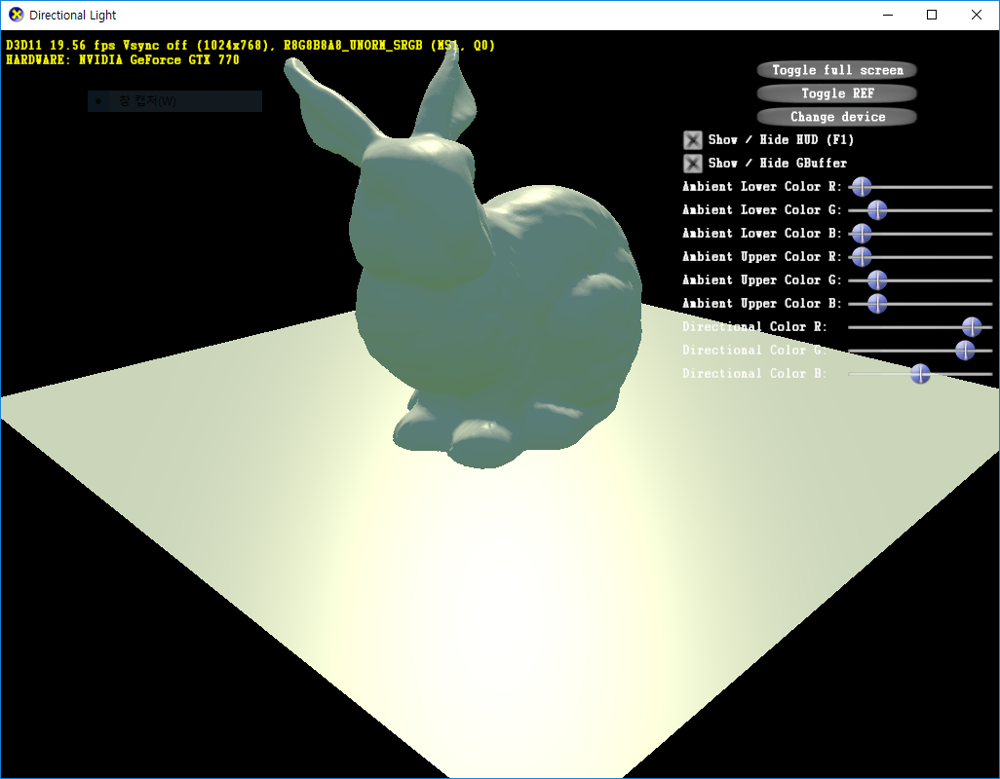 Directional Light
D3D11 19.56 fps Vsync off (1024x768), R8G8B8A8_UNORM_SRGB (MS1, Q0)
HARDWARE: NVIDIA GeForce GTX 770
창 캡처(W)
Toggle full screen
Toggle REF
Change device
Show / Hide HUD (F1)
Show / Hide GBuffer
Ambient Lower Color R:
Ambient Lower Color G:
Ambient Lower Color B:
Ambient Upper Color R:
Ambient Upper Color G:
Ambient Upper Color B:
Directional Color R:
Directional Color G:
Directional Color B: